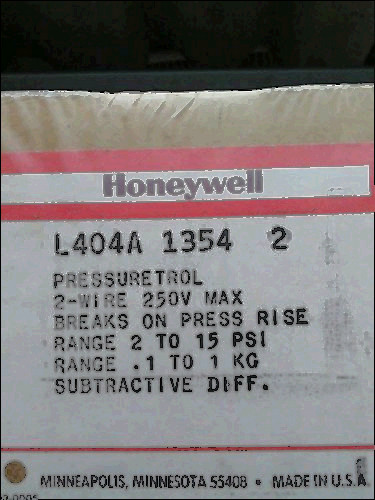 Honeywell
L404A 1354 2
PRESSURETROL
2-WIRE 250V MAX
BREAKS ON PRESS RISE
RANGE 2 TO 15 PSI
RANGE .1 TO 1 KG
SUBTRACTIVE DIFF.
MINNEAPOLIS, MINNESOTA 55408 • MADE IN U.S.A